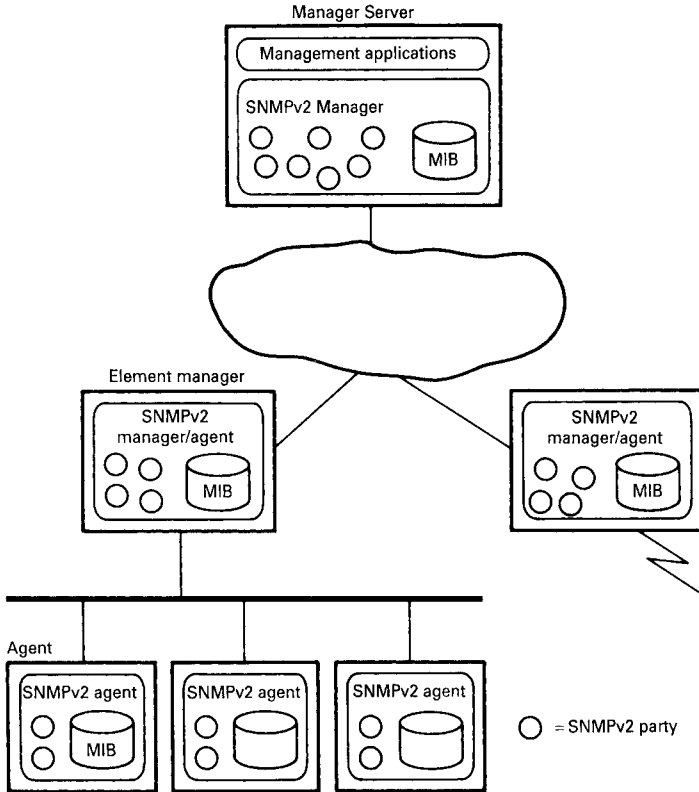 Manager Server
Management applications
SNMPv2 Manager
MIB
Element manager
SNMPv2
manager/agent
MIB
SNMPv2
manager/agent
MIB
Agent
SNMPv2 agent
MIB
SNMPv2 agent
SNMPv2 agent
= SNMPv2 party